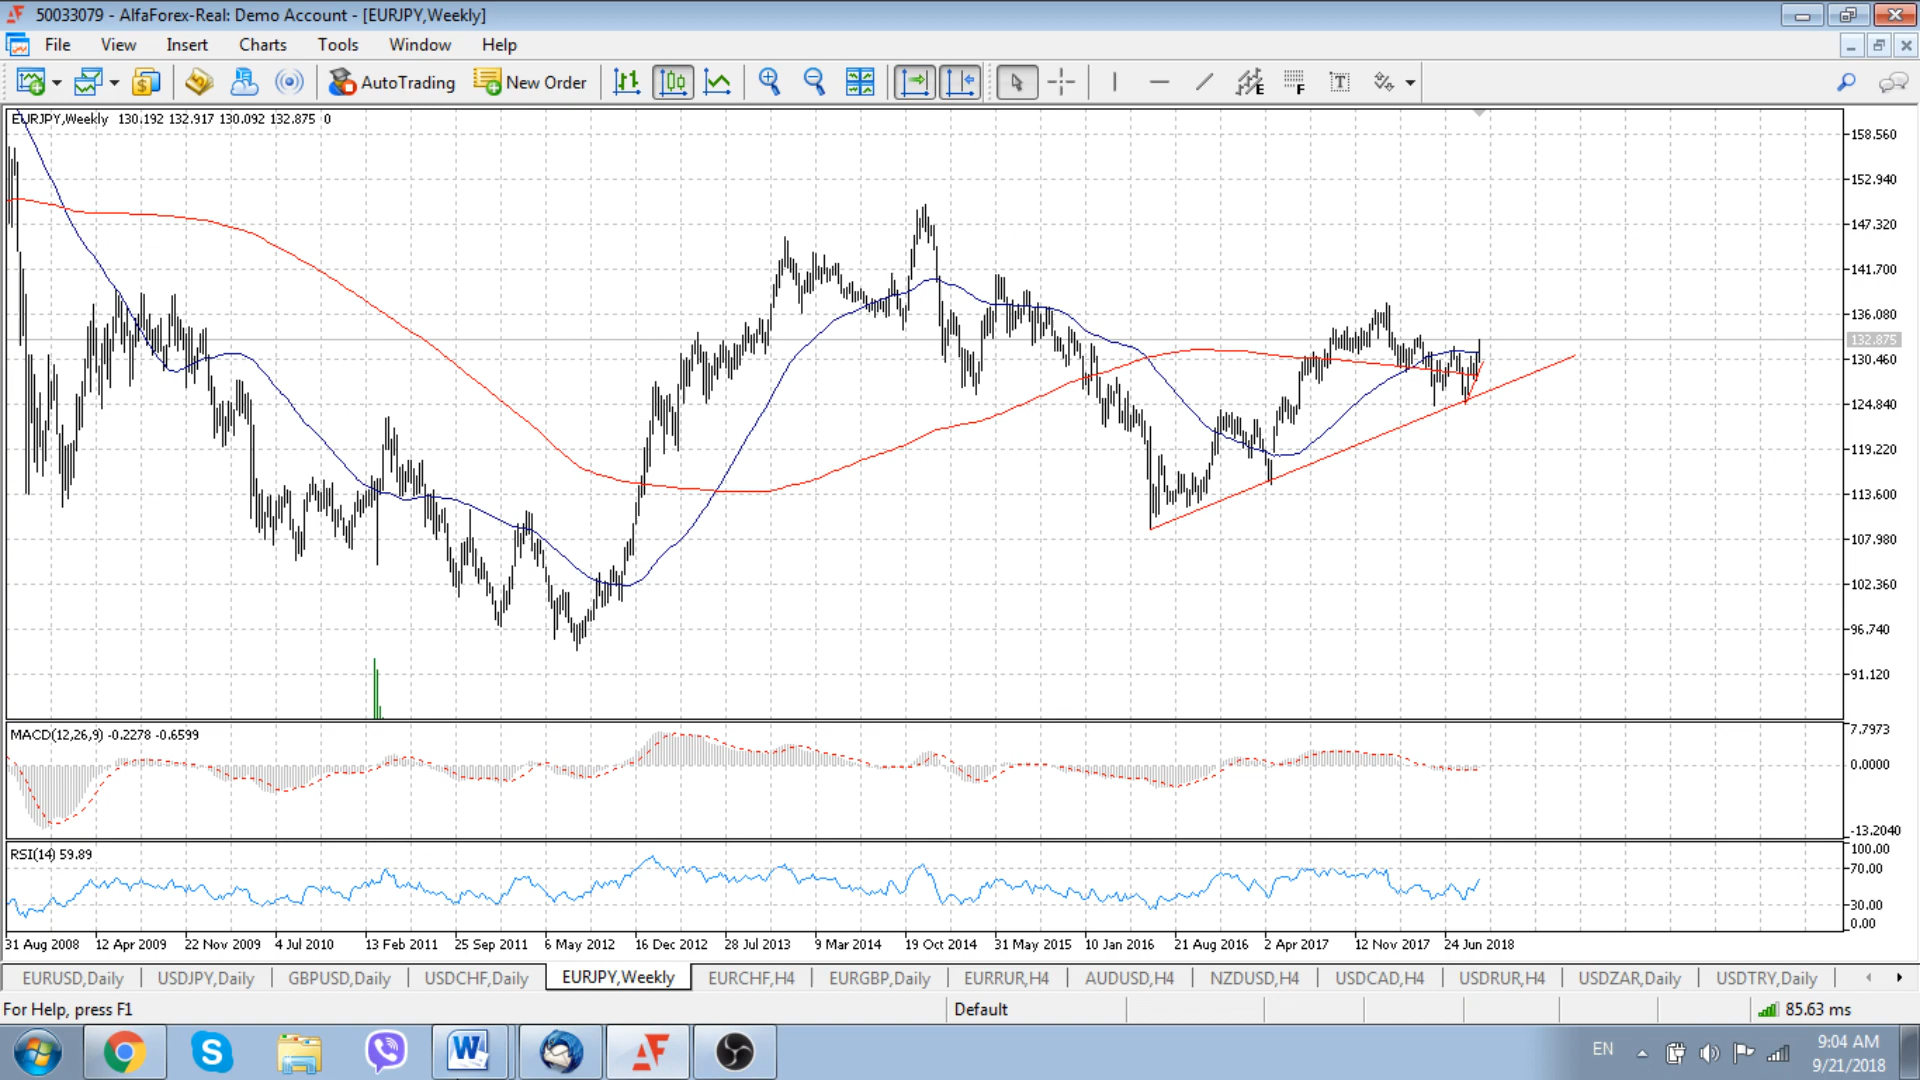 50033079 - AlfaForex-Real: Demo Account - [EURJPY,Weekly]
File View Insert Charts Tools Window Help
AutoTrading New Order
EURJPY,Weekly 130.192 132.917 130.092 132.875 0
158.560
152.940
147.320
141.700
136.080
132.875
130.460
124.840
119.220
113.600
107.980
102.360
96.740
91.120
MACD(12,26,9) -0.2278 -0.6599
7.7973
0.0000
-13.2040
RSI(14) 59.89
100.00
70.00
30.00
0.00
31 Aug 2008 12 Apr 2009 22 Nov 2009 4 Jul 2010 13 Feb 2011 25 Sep 2011 6 May 2012 16 Dec 2012 28 Jul 2013 9 Mar 2014 19 Oct 2014 31 May 2015 10 Jan 2016 21 Aug 2016 2 Apr 2017 12 Nov 2017 24 Jun 2018
EURUSD,Daily USDJPY,Daily GBPUSD,Daily USDCHF,Daily EURJPY,Weekly EURCHF,H4 EURGBP,Daily EURRUR,H4 AUDUSD,H4 NZDUSD,H4 USDCAD,H4 USDRUR,H4 USDZAR,Daily USDTRY,Daily
For Help, press F1 Default 85.63 ms
EN 9:04 AM
9/21/2018